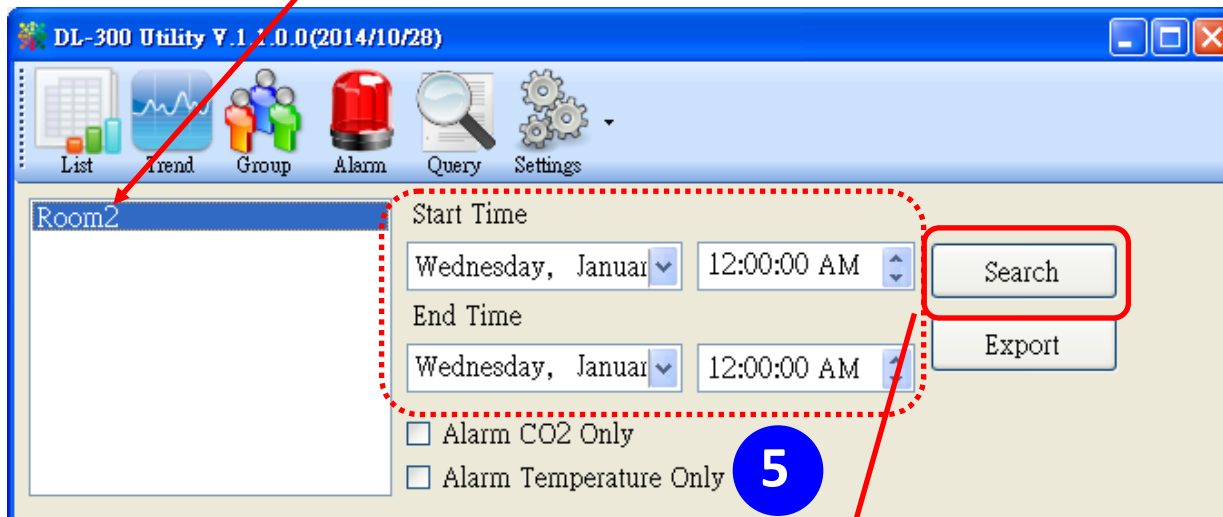 DL-300 Utility V.1.1.0.0(2014/10/28)
List Trend Group Alarm Query Settings
Room2
Start Time
Wednesday, Januar 12:00:00 AM
Search
End Time
Wednesday, Januar 12:00:00 AM
Export
Alarm CO2 Only
Alarm Temperature Only
5